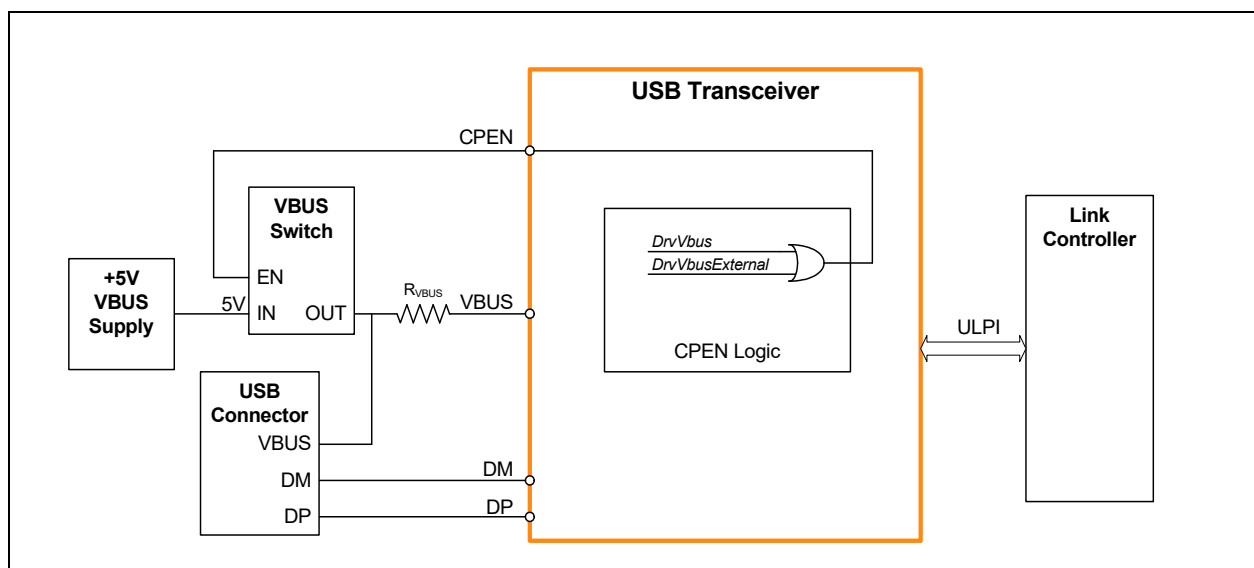 USB Transceiver
CPEN
VBUS
Switch
DrvVbus
DrvVbusExternal
CPEN Logic
Link
Controller
+5V
VBUS
Supply
EN
5V
IN
OUT
RVBUS
VBUS
ULPI
USB
Connector
VBUS
DM
DM
DP
DP